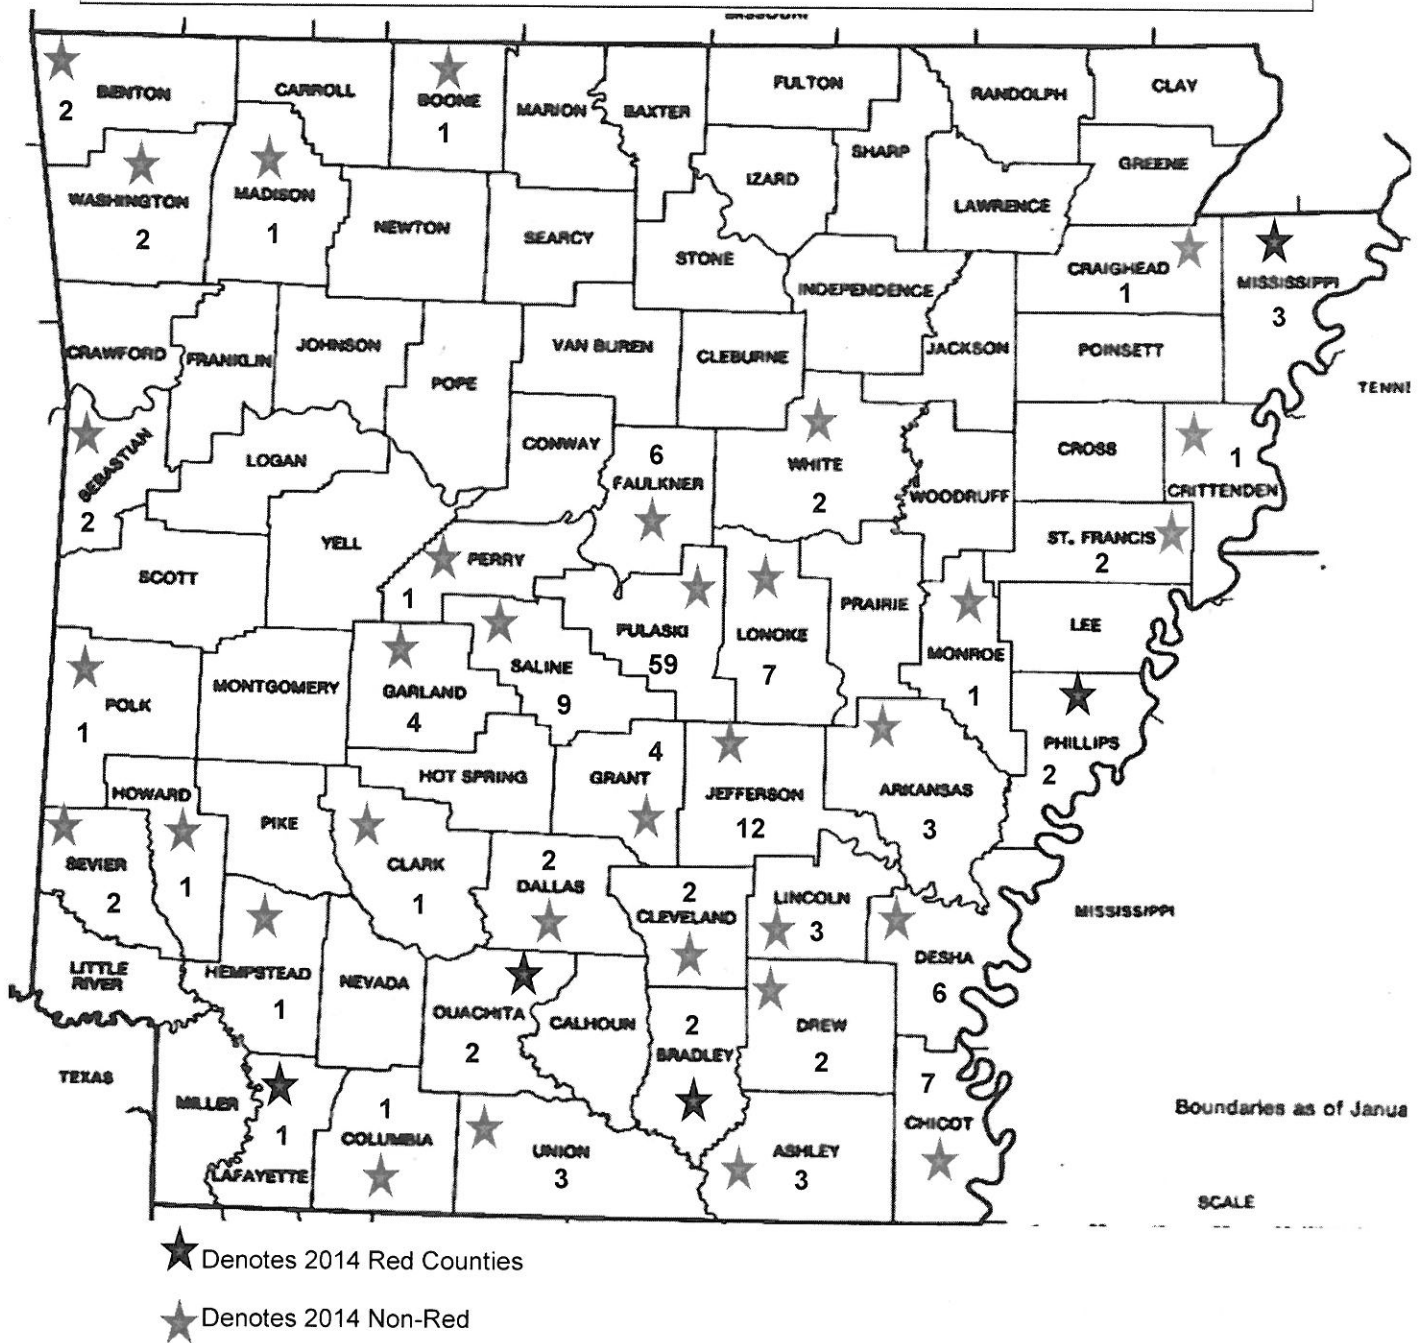 MISSOURI
BENTON
2
CARROLL
BOONE
1
MARION
BAXTER
FULTON
RANDOLPH
CLAY
WASHINGTON
2
MADISON
1
NEWTON
SEARCY
STONE
IZARD
SHARP
LAWRENCE
GREENE
CRAIGHEAD
1
MISSISSIPPI
3
INDEPENDENCE
CRAWFORD
FRANKLIN
JOHNSON
POPE
VAN BUREN
CLEBURNE
JACKSON
POINSETT
TENN
SEBASTIAN
2
LOGAN
CONWAY
6
FAULKNER
WHITE
2
WOODRUFF
CROSS
1
CRITTENDEN
SCOTT
YELL
PERRY
1
ST. FRANCIS
2
PULASKI
59
LONOKE
7
PRAIRIE
MONROE
1
LEE
POLK
1
MONTGOMERY
GARLAND
4
SALINE
9
PHILLIPS
2
HOWARD
1
PIKE
HOT SPRING
4
GRANT
JEFFERSON
12
ARKANSAS
3
SEVIER
2
CLARK
1
2
DALLAS
2
CLEVELAND
LINCOLN
3
DESHA
6
MISSISSIPPI
LITTLE
RIVER
HEMPSTEAD
1
NEVADA
OUACHITA
2
CALHOUN
2
BRADLEY
DREW
2
TEXAS
MILLER
1
LAFAYETTE
1
COLUMBIA
UNION
3
ASHLEY
3
7
CHICOT
Boundaries as of Janua
SCALE
Denotes 2014 Red Counties
Denotes 2014 Non-Red